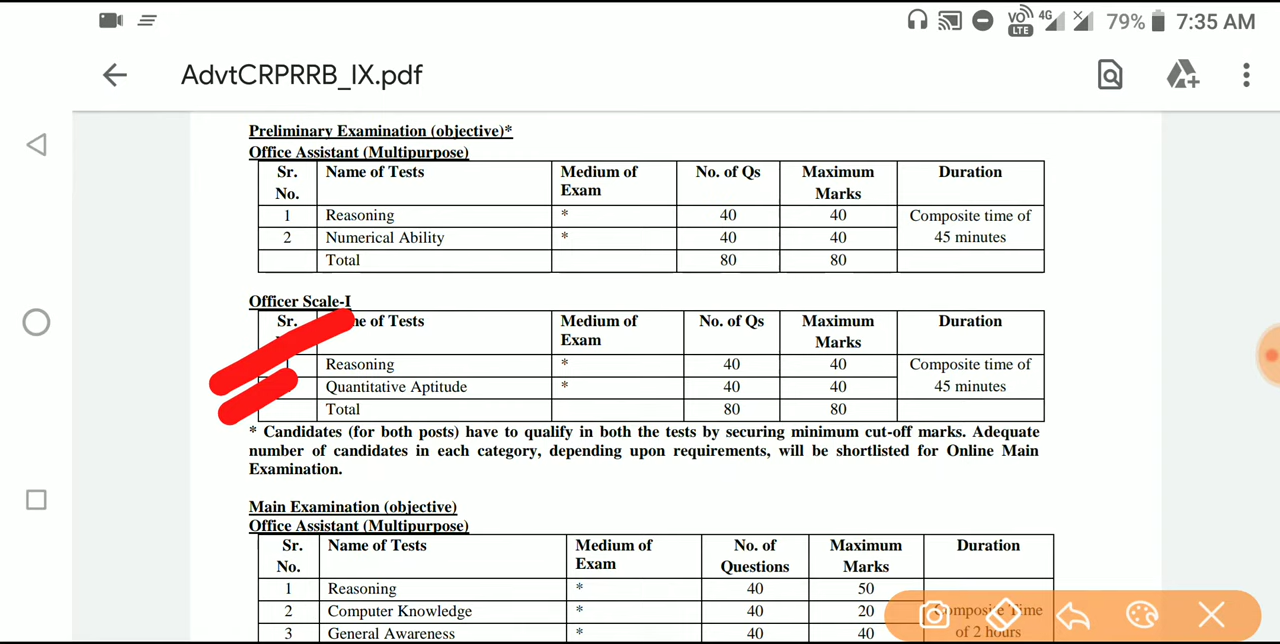 VO LTE 4G 79% 7:35 AM
AdvtCRPRRB_IX.pdf
Preliminary Examination (objective)*
Office Assistant (Multipurpose)
Sr. No. Name of Tests Medium of Exam No. of Qs Maximum Marks Duration
1 Reasoning * 40 40 Composite time of
2 Numerical Ability * 40 40 45 minutes
Total 80 80
Officer Scale-I
Sr. of Tests Medium of Exam No. of Qs Maximum Marks Duration
Reasoning * 40 40 Composite time of
Quantitative Aptitude * 40 40 45 minutes
Total 80 80
* Candidates (for both posts) have to qualify in both the tests by securing minimum cut-off marks. Adequate
number of candidates in each category, depending upon requirements, will be shortlisted for Online Main
Examination.
Main Examination (objective)
Office Assistant (Multipurpose)
Sr. No. Name of Tests Medium of Exam No. of Questions Maximum Marks Duration
1 Reasoning * 40 50
2 Computer Knowledge * 40 20 Composite Time
3 General Awareness * 40 40 of 2 hours